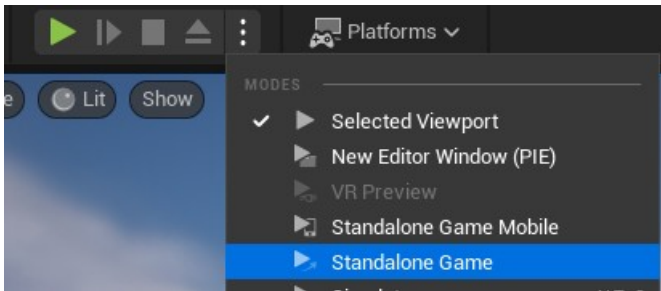 Platforms
Lit
Show
MODES
Selected Viewport
New Editor Window (PIE)
VR Preview
Standalone Game Mobile
Standalone Game